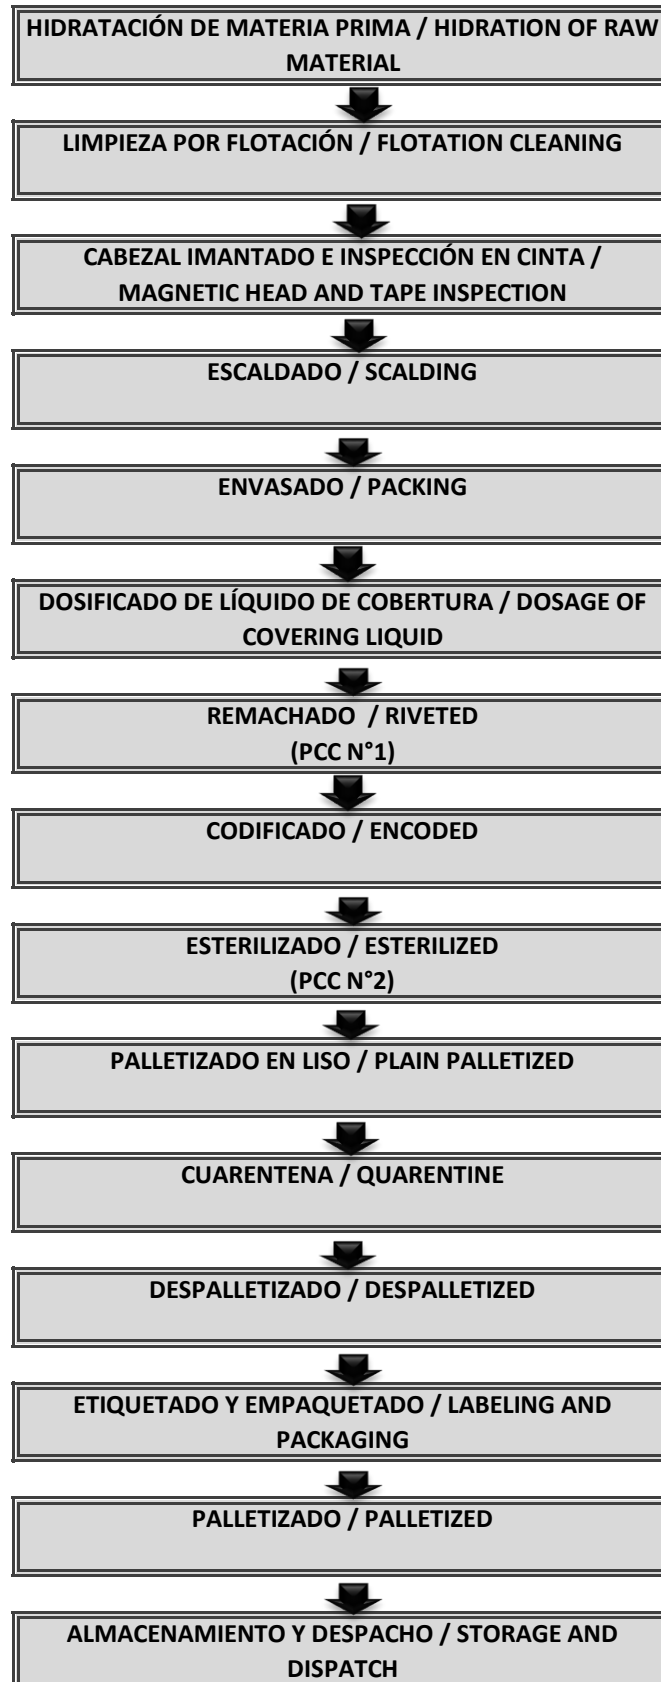 HIDRATACIÓN DE MATERIA PRIMA / HIDRATION OF RAW
MATERIAL
LIMPIEZA POR FLOTACIÓN / FLOTATION CLEANING
CABEZAL IMANTADO E INSPECCIÓN EN CINTA /
MAGNETIC HEAD AND TAPE INSPECTION
ESCALDADO / SCALDING
ENVASADO / PACKING
DOSIFICADO DE LÍQUIDO DE COBERTURA / DOSAGE OF
COVERING LIQUID
REMACHADO / RIVETED
(PCC N°1)
CODIFICADO / ENCODED
ESTERILIZADO / ESTERILIZED
(PCC N°2)
PALLETIZADO EN LISO / PLAIN PALLETIZED
CUARENTENA / QUARENTINE
DESPALLETIZADO / DESPALLETIZED
ETIQUETADO Y EMPAQUETADO / LABELING AND
PACKAGING
PALLETIZADO / PALLETIZED
ALMACENAMIENTO Y DESPACHO / STORAGE AND
DISPATCH